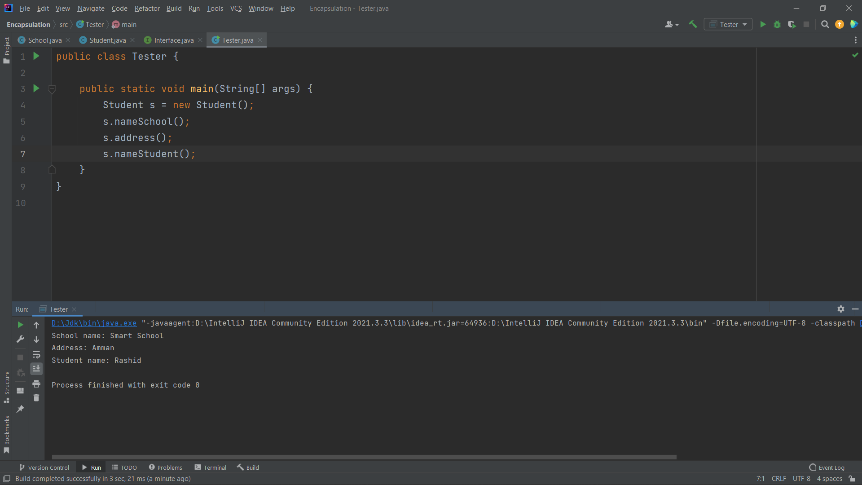 File Edit View Navigate Code Refactor Build Run Tools VCS Window Help Encapsulation - Tester.java
Encapsulation src Tester main Tester
School.java Student.java Interface.java Tester.java
1 public class Tester {
2
3 public static void main(String[] args) {
4 Student s = new Student();
5 s.nameSchool();
6 s.address();
7 s.nameStudent();
8 }
9 }
10
Project
Structure
Bookmarks
Run: Tester
D:\Jdk\bin\java.exe "-javaagent:D:\IntelliJ IDEA Community Edition 2021.3.3\lib\idea_rt.jar=64936:D:\IntelliJ IDEA Community Edition 2021.3.3\bin" -Dfile.encoding=UTF-8 -classpath
School name: Smart School
Address: Amman
Student name: Rashid
Process finished with exit code 0
Version Control Run TODO Problems Terminal Build Event Log
Build completed successfully in 3 sec, 21 ms (a minute ago) 7:1 CRLF UTF-8 4 spaces